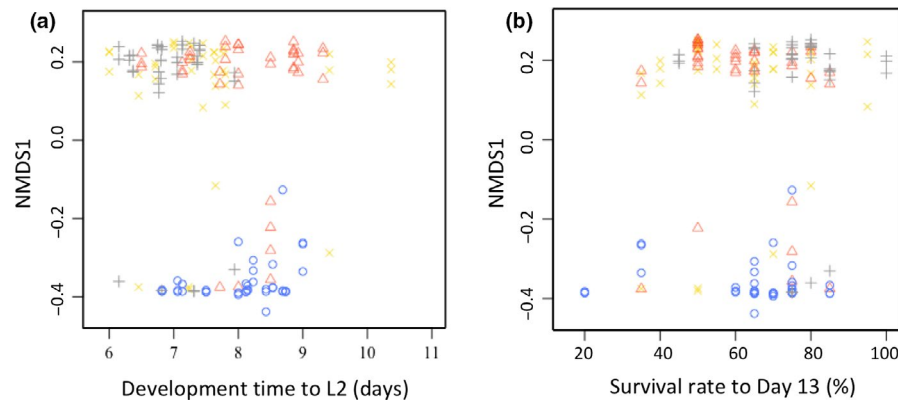 (a)
NMDS1
0.2
0.0
−0.2
−0.4
6 7 8 9 10 11
Development time to L2 (days)
(b)
NMDS1
0.2
0.0
−0.2
−0.4
20 40 60 80 100
Survival rate to Day 13 (%)